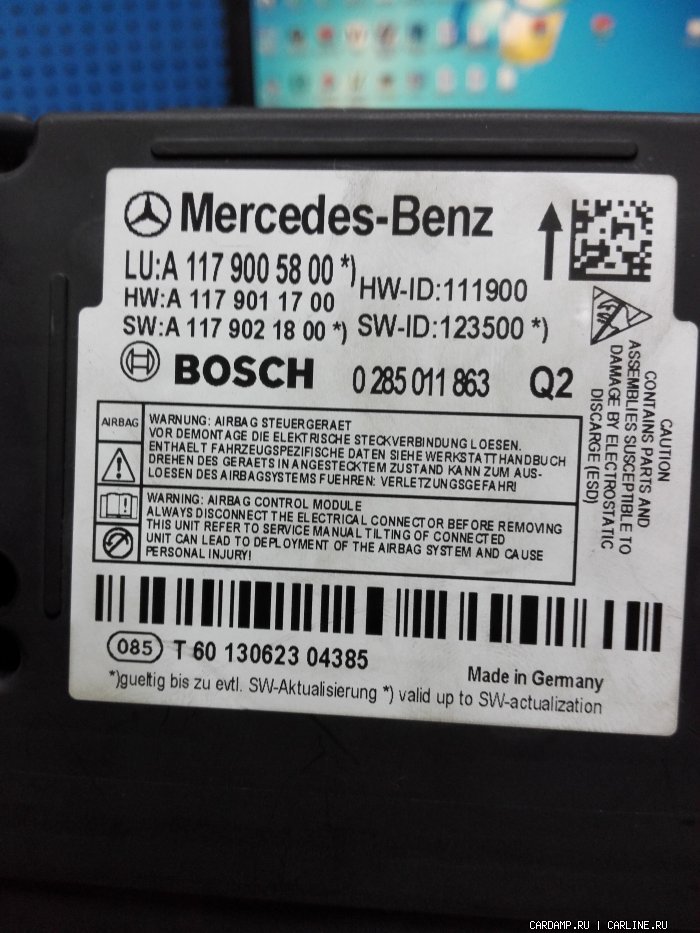 Mercedes-Benz
LU:A 117 900 58 00 *)
HW-ID:111900
HW:A 117 901 17 00
SW:A 117 902 18 00 *) SW-ID:123500 *)
BOSCH 0 285 011 863 Q2
AIRBAG
WARNUNG: AIRBAG STEUERGERAET
VOR DEMONTAGE DIE ELEKTRISCHE STECKVERBINDUNG LOESEN.
ENTHAELT FAHRZEUGSPEZIFISCHE DATEN SIEHE WERKSTATTHANDBUCH
DREHEN DES GERAETS IN ANGESTECKTEM ZUSTAND KANN ZUM AUS-
LOESEN DES AIRBAGSYSTEMS FUEHREN: VERLETZUNGSGEFAHR!
WARNING: AIRBAG CONTROL MODULE
ALWAYS DISCONNECT THE ELECTRICAL CONNECTOR BEFORE REMOVING
THIS UNIT REFER TO SERVICE MANUAL TILTING OF CONNECTED
UNIT CAN LEAD TO DEPLOYMENT OF THE AIRBAG SYSTEM AND CAUSE
PERSONAL INJURY!
CAUTION
CONTAINS PARTS AND
ASSEMBLIES SUSCEPTIBLE TO
DAMAGE BY ELECTROSTATIC
DISCHARGE (ESD)
085 T 60 130623 04385
Made in Germany
*)gueltig bis zu evtl. SW-Aktualisierung *) valid up to SW-actualization
CARDAMP.RU | CARLINE.RU